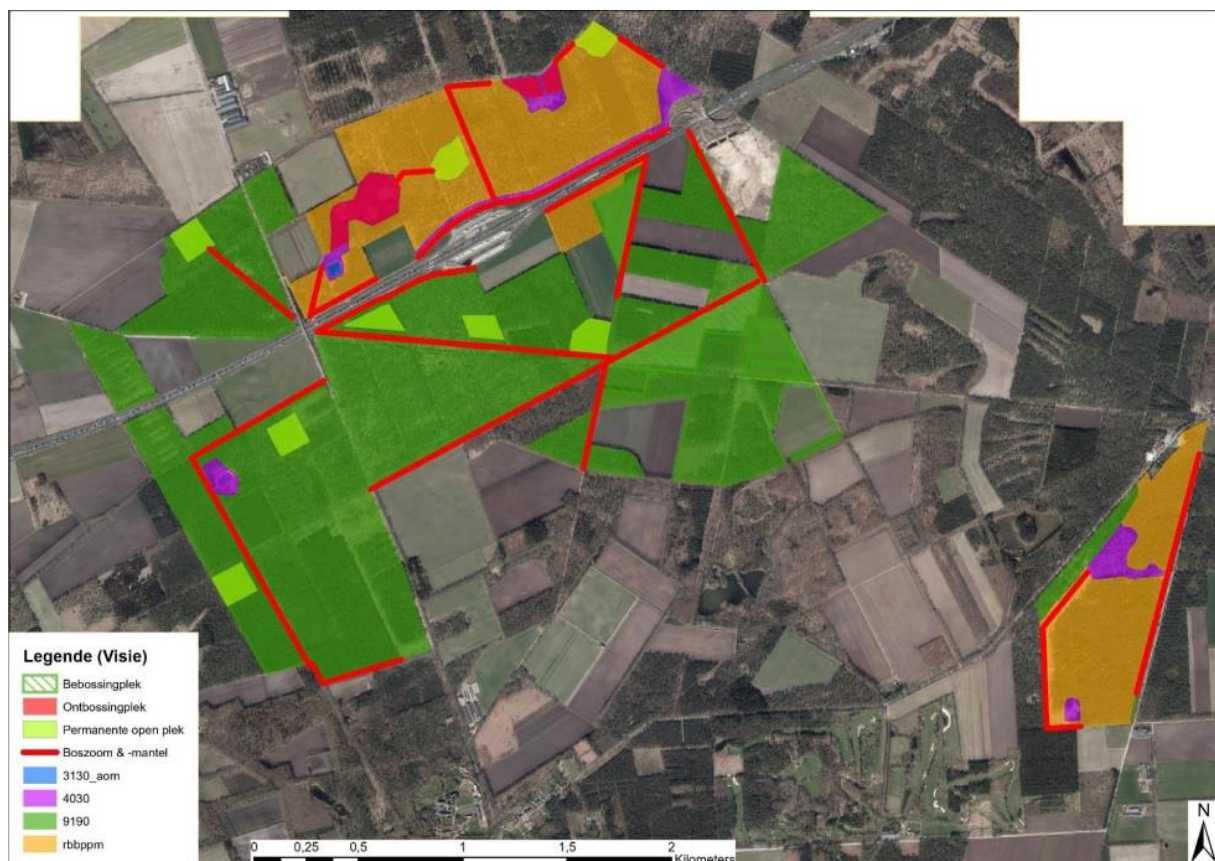 Legende (Visie)
Bebossingplek
Ontbossingplek
Permanente open plek
Boszoom & -mantel
3130_aom
4030
9190
rbbppm
0 0,25 0,5 1 1,5 2
Kilometers
N